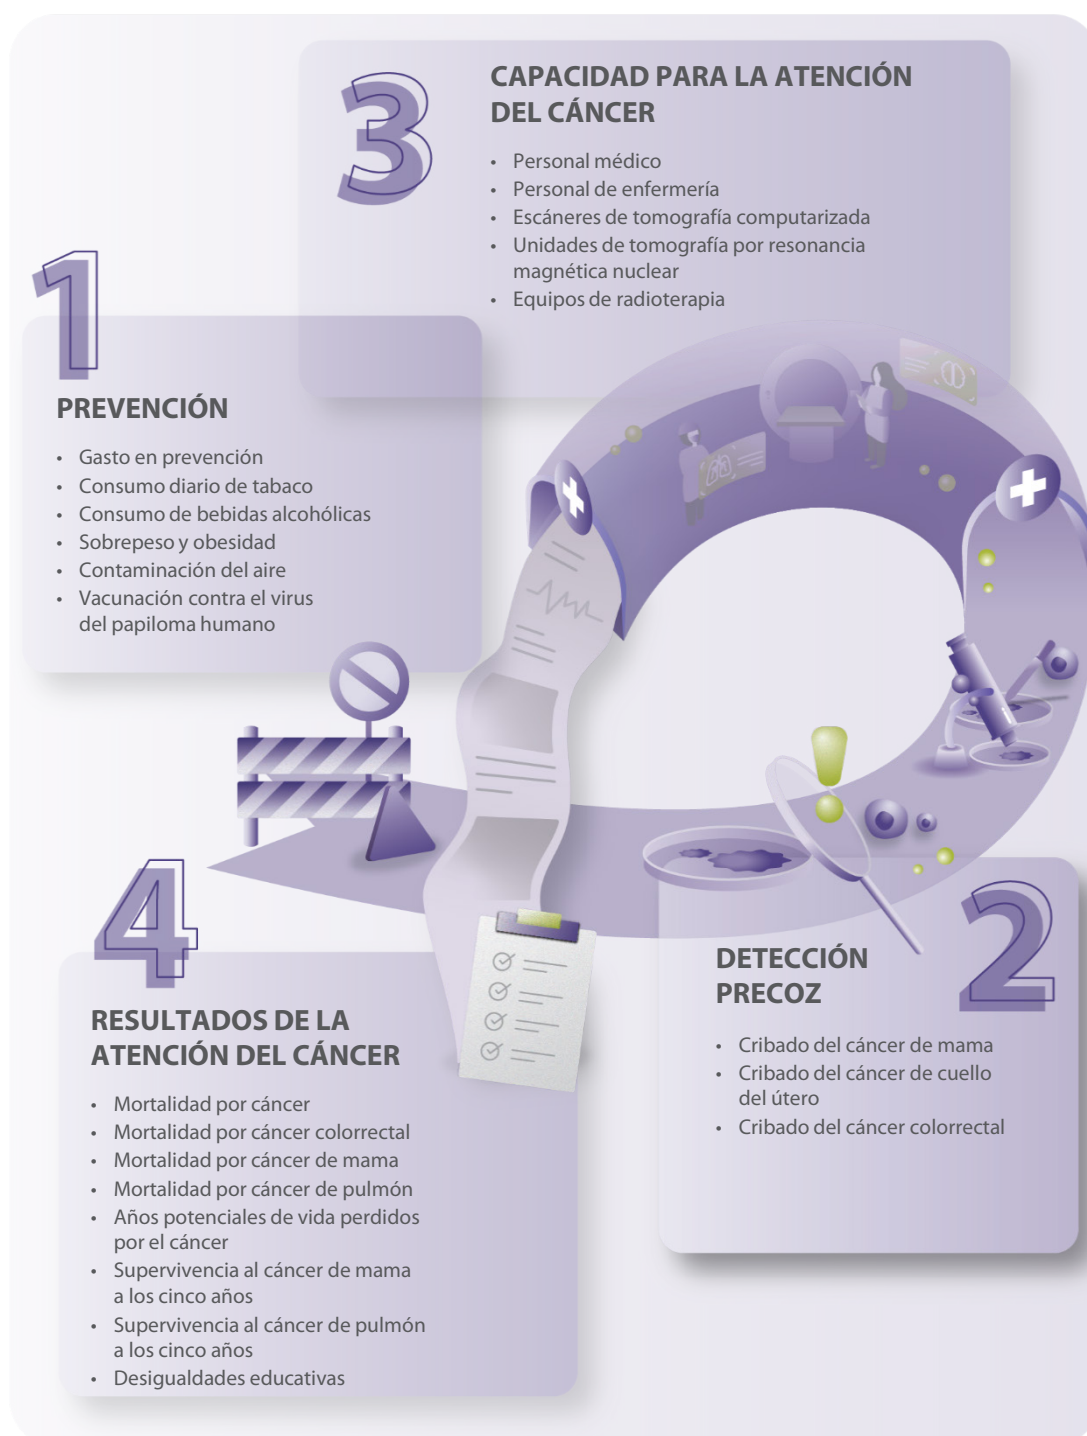 1
PREVENCIÓN
• Gasto en prevención
• Consumo diario de tabaco
• Consumo de bebidas alcohólicas
• Sobrepeso y obesidad
• Contaminación del aire
• Vacunación contra el virus
del papiloma humano
2
DETECCIÓN
PRECOZ
• Cribado del cáncer de mama
• Cribado del cáncer de cuello
del útero
• Cribado del cáncer colorrectal
3
CAPACIDAD PARA LA ATENCIÓN
DEL CÁNCER
• Personal médico
• Personal de enfermería
• Escáneres de tomografía computarizada
• Unidades de tomografía por resonancia
magnética nuclear
• Equipos de radioterapia
4
RESULTADOS DE LA
ATENCIÓN DEL CÁNCER
• Mortalidad por cáncer
• Mortalidad por cáncer colorrectal
• Mortalidad por cáncer de mama
• Mortalidad por cáncer de pulmón
• Años potenciales de vida perdidos
por el cáncer
• Supervivencia al cáncer de mama
a los cinco años
• Supervivencia al cáncer de pulmón
a los cinco años
• Desigualdades educativas